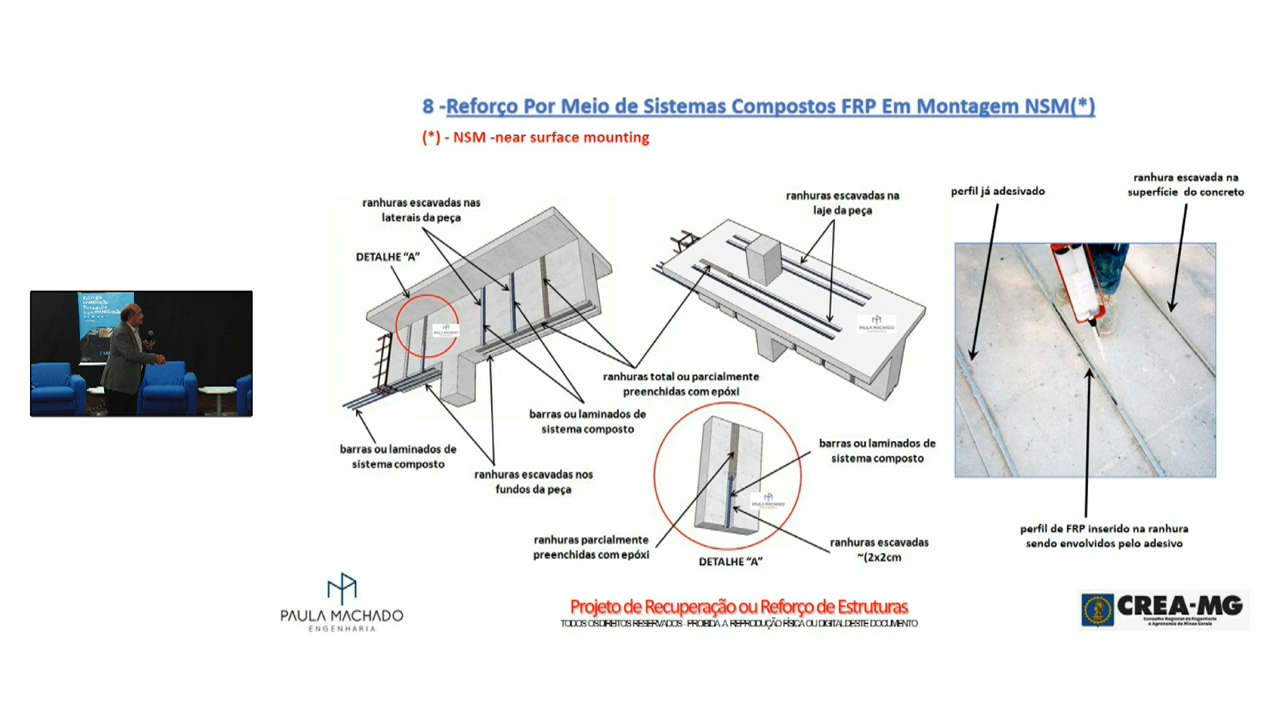 8 -Reforço Por Meio de Sistemas Compostos FRP Em Montagem NSM(*)
(*) - NSM -near surface mounting
ranhuras escavadas nas
laterais da peça
DETALHE “A”
ranhuras escavadas na
laje da peça
perfil já adesivado
ranhura escavada na
superfície do concreto
PAULA MACHADO
PAULA MACHADO
ranhuras total ou parcialmente
preenchidas com epóxi
barras ou laminados de
sistema composto
barras ou laminados de
sistema composto
ranhuras escavadas nos
fundos da peça
barras ou laminados de
sistema composto
PAULA MACHADO
ranhuras parcialmente
preenchidas com epóxi
ranhuras escavadas
~(2x2cm
DETALHE “A”
perfil de FRP inserido na ranhura
sendo envolvidos pelo adesivo
PAULA MACHADO
ENGENHARIA
Projeto de Recuperação ou Reforço de Estruturas
TODOS OS DIREITOS RESERVADOS - PROIBIDA A REPRODUÇÃO FÍSICA OU DIGITAL DESTE DOCUMENTO
CREA-MG
Conselho Regional de Engenharia
e Agronomia de Minas Gerais